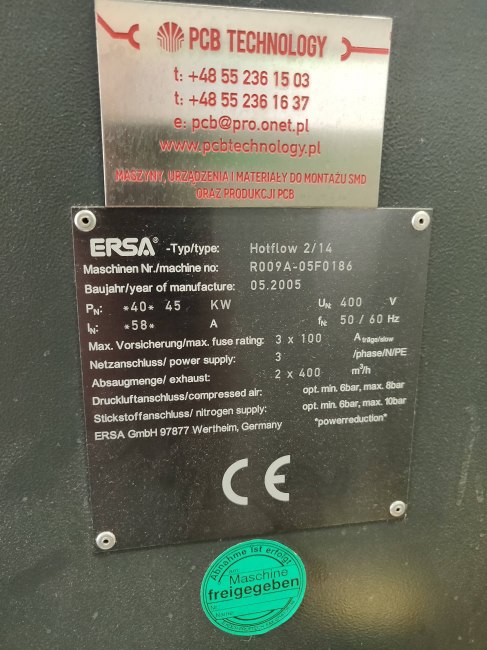 PCB TECHNOLOGY
t: +48 55 236 15 03
t: +48 55 236 16 37
e: pcb@pro.onet.pl
www.pcbtechnology.pl
MASZYNY, URZĄDZENIA I MATERIAŁY DO MONTAŻU SMD
ORAZ PRODUKCJI PCB
ERSA® -Typ/type: Hotflow 2/14
Maschinen Nr./machine no: R009A-05F0186
Baujahr/year of manufacture: 05.2005
PN: *40* 45 KW UN: 400 V
IN: *58* A fN: 50 / 60 Hz
Max. Vorsicherung/max. fuse rating: 3 x 100 A träge/slow
Netzanschluss/ power supply: 3 /phase/N/PE
Absaugmenge/ exhaust: 2 x 400 m³/h
Druckluftanschluss/compressed air: opt. min. 6bar, max. 8bar
Stickstoffanschluss/ nitrogen supply: opt. min. 6bar, max. 10bar
ERSA GmbH 97877 Wertheim, Germany *powerreduction*
CE
Abnahme ist erfolgt
Maschine
freigegeben